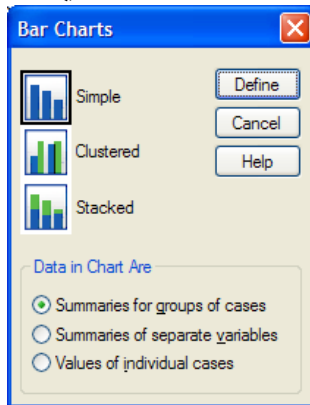 Bar Charts
Simple
Define
Cancel
Clustered
Help
Stacked
Data in Chart Are
Summaries for groups of cases
Summaries of separate variables
Values of individual cases